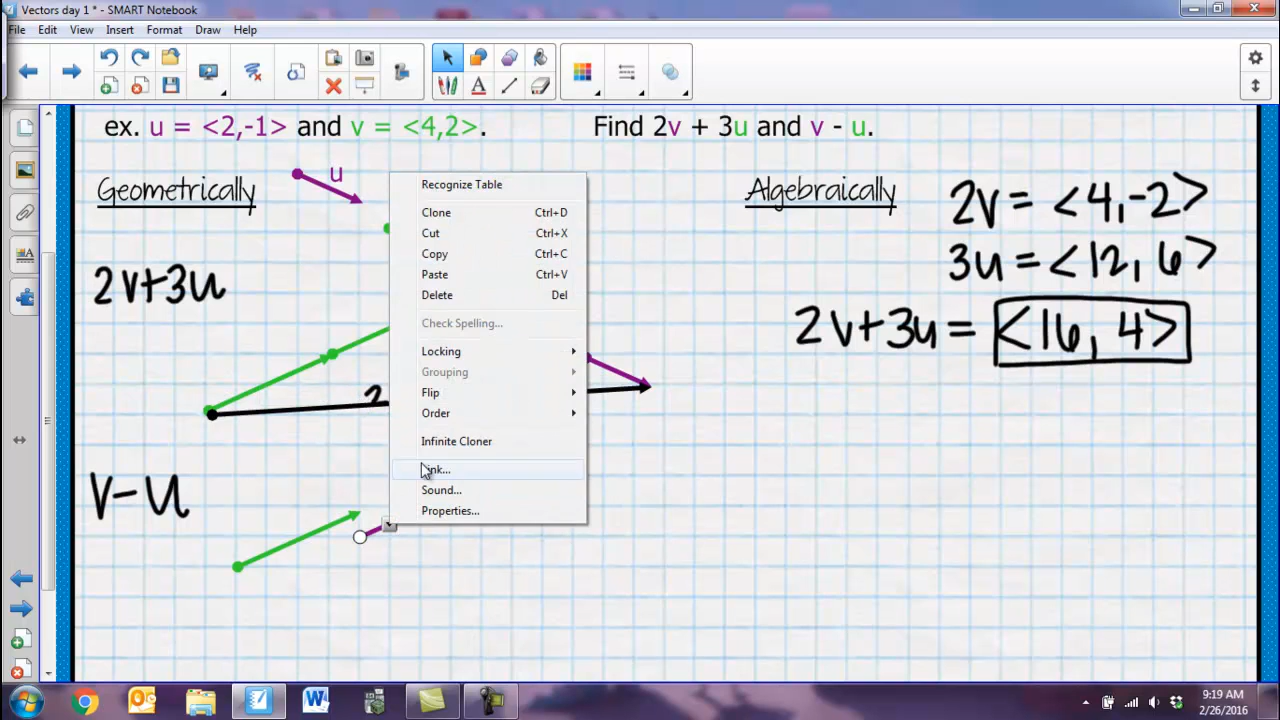 Vectors day 1 * - SMART Notebook
File Edit View Insert Format Draw Help
ex. u = <2,-1> and v = <4,2>. Find 2v + 3u and v - u.
Geometrically
u
Algebraically
2v = <4,-2>
3u = <12, 6>
2v+3u = <16, 4>
2v+3u
2
v-u
Recognize Table
Clone Ctrl+D
Cut Ctrl+X
Copy Ctrl+C
Paste Ctrl+V
Delete Del
Check Spelling...
Locking
Grouping
Flip
Order
Infinite Cloner
Link...
Sound...
Properties...
9:19 AM
2/26/2016